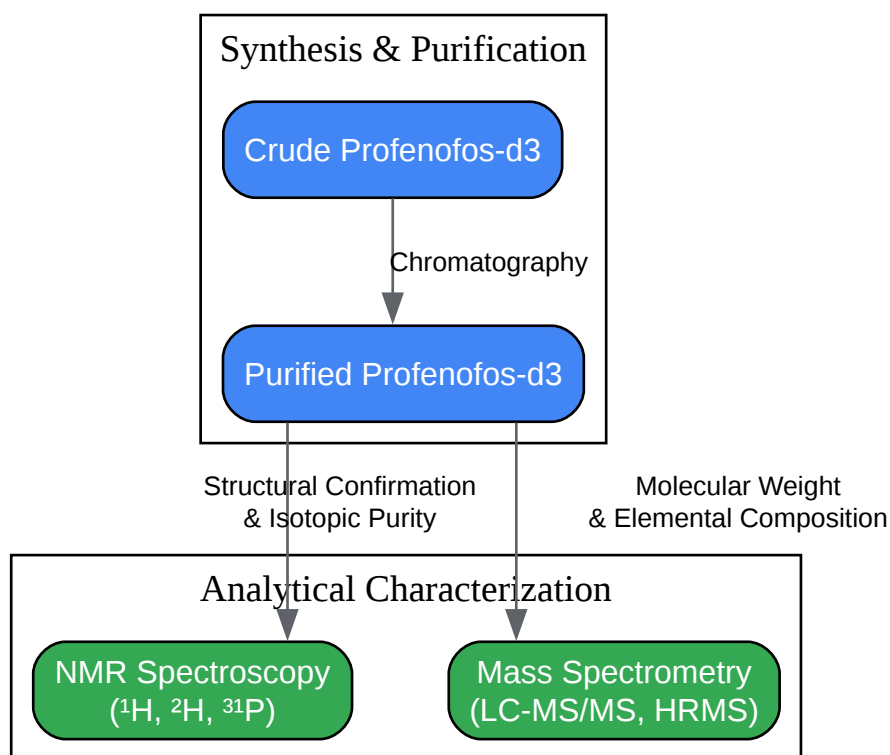 Synthesis & Purification
Crude Profenofos-d3
Chromatography
Purified Profenofos-d3
Structural Confirmation
& Isotopic Purity
Molecular Weight
& Elemental Composition
Analytical Characterization
NMR Spectroscopy
(¹H, ²H, ³¹P)
Mass Spectrometry
(LC-MS/MS, HRMS)